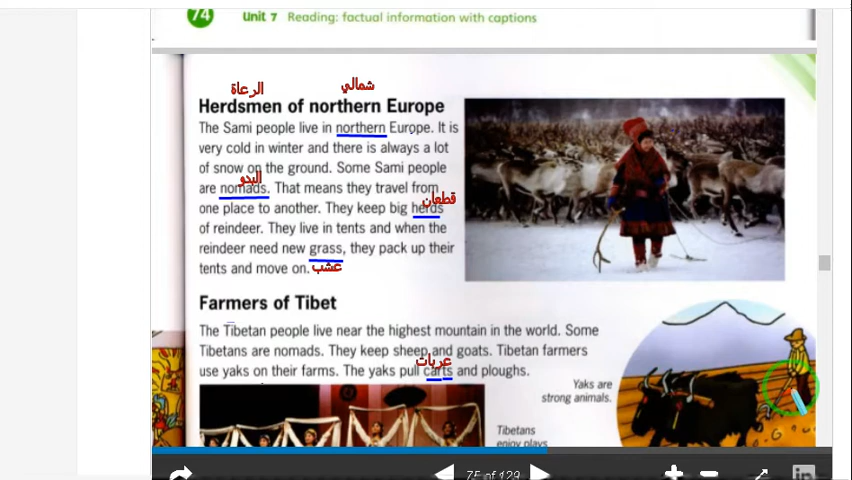 74 Unit 7 Reading: factual information with captions
الرعاة
شمالي
Herdsmen of northern Europe
The Sami people live in northern Europe. It is
very cold in winter and there is always a lot
of snow on the ground. Some Sami people
البدو
are nomads. That means they travel from
قطعان
one place to another. They keep big herds
of reindeer. They live in tents and when the
reindeer need new grass, they pack up their
tents and move on.
عشب
Farmers of Tibet
The Tibetan people live near the highest mountain in the world. Some
Tibetans are nomads. They keep sheep and goats. Tibetan farmers
عربات
use yaks on their farms. The yaks pull carts and ploughs.
Yaks are
strong animals.
Tibetans
enjoy plays
75 of 129
in